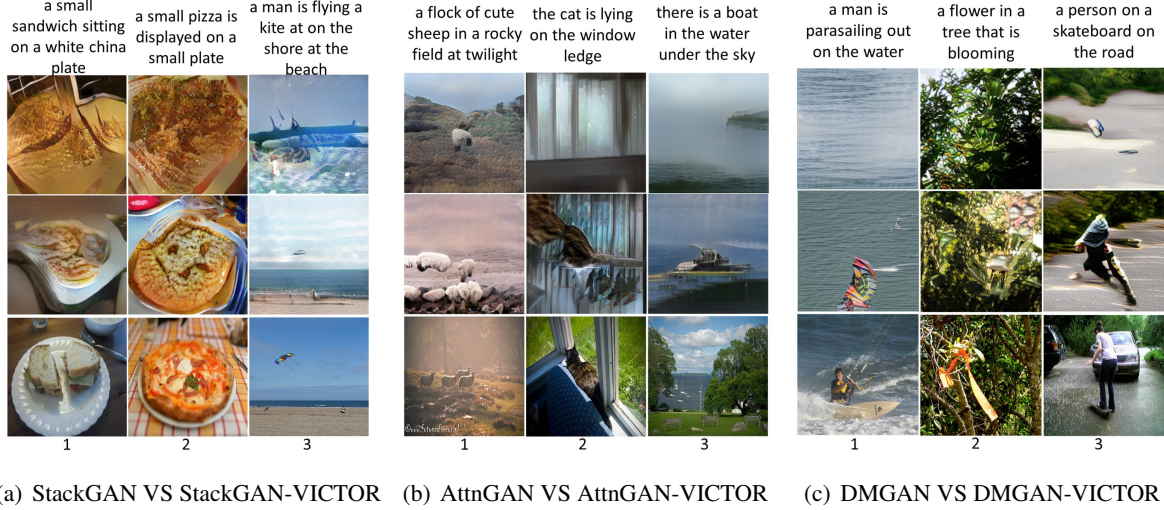 a small
sandwich sitting
on a white china
plate
a small pizza is
displayed on a
small plate
a man is flying a
kite at on the
shore at the
beach
1
2
3
(a) StackGAN VS StackGAN-VICTOR
a flock of cute
sheep in a rocky
field at twilight
the cat is lying
on the window
ledge
there is a boat
in the water
under the sky
1
2
3
(b) AttnGAN VS AttnGAN-VICTOR
a man is
parasailing out
on the water
a flower in a
tree that is
blooming
a person on a
skateboard on
the road
1
2
3
(c) DMGAN VS DMGAN-VICTOR